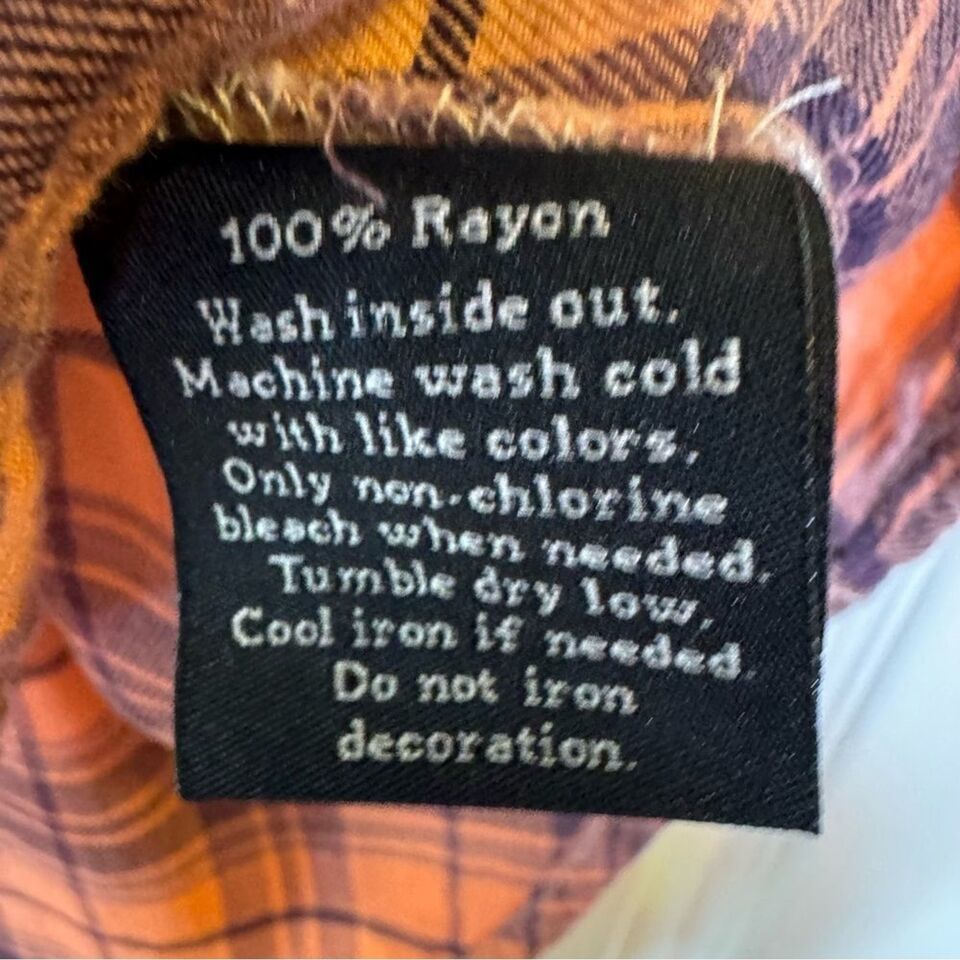 100% Rayon
Wash inside out.
Machine wash cold
with like colors.
Only non-chlorine
bleach when needed.
Tumble dry low.
Cool iron if needed.
Do not iron
decoration.